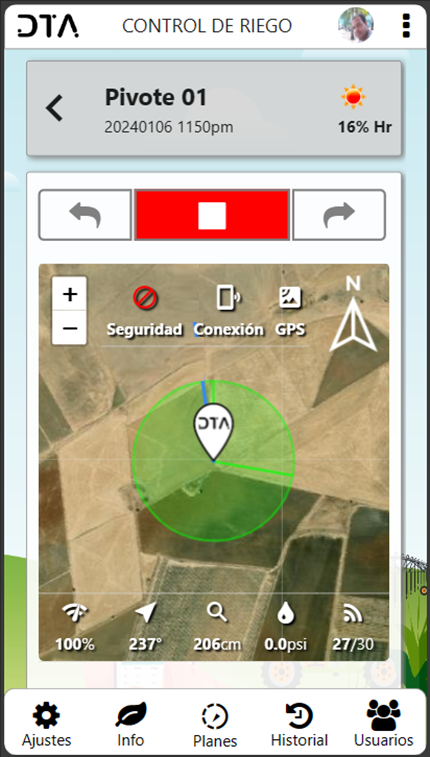 DTA CONTROL DE RIEGO
Pivote 01
20240106 1150pm
16% Hr
+
−
Seguridad Conexión GPS
N
DTA
100% 237° 206cm 0.0psi 27/30
Ajustes Info Planes Historial Usuarios